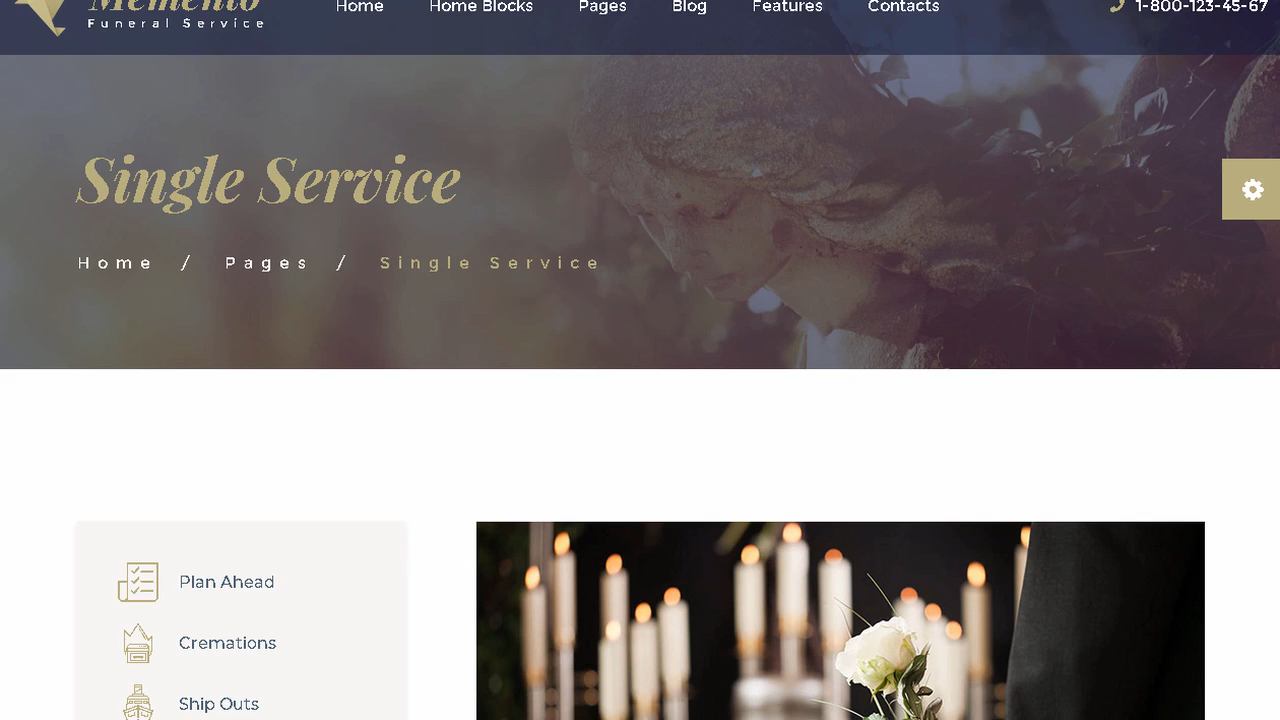 Memento
Funeral Service
Home
Home Blocks
Pages
Blog
Features
Contacts
1-800-123-45-67
Single Service
Home / Pages / Single Service
Plan Ahead
Cremations
Ship Outs